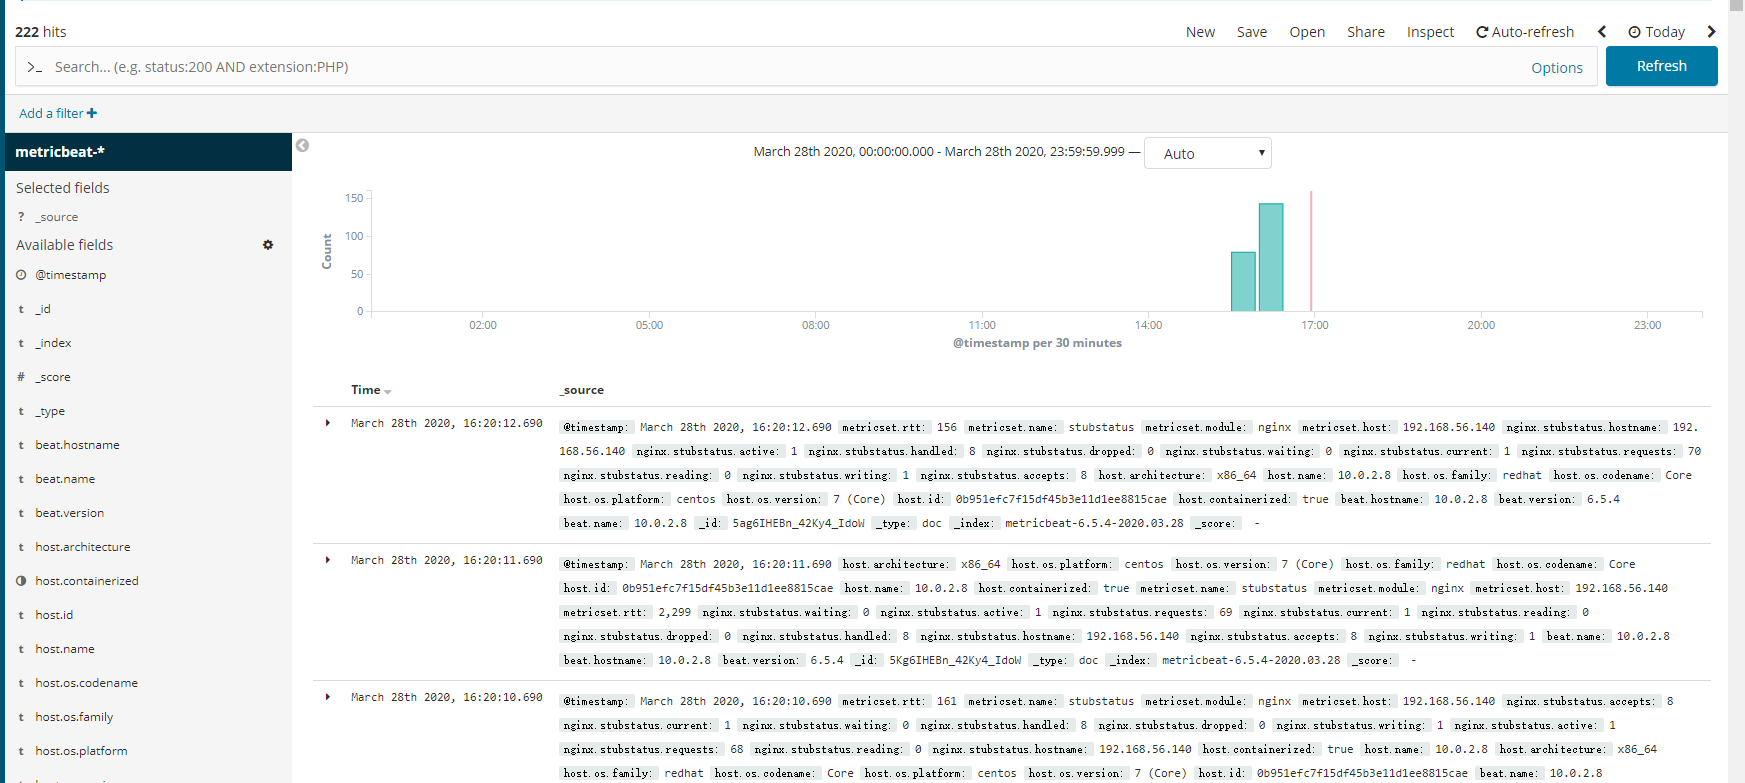 222 hits
New Save Open Share Inspect Auto-refresh Today
>_ Search... (e.g. status:200 AND extension:PHP) Options Refresh
Add a filter +
metricbeat-*
Selected fields
? _source
Available fields
@timestamp
t _id
t _index
# _score
t _type
t beat.hostname
t beat.name
t beat.version
t host.architecture
host.containerized
t host.id
t host.name
t host.os.codename
t host.os.family
t host.os.platform
March 28th 2020, 00:00:00.000 - March 28th 2020, 23:59:59.999 — Auto
Count
150
100
50
0
02:00 05:00 08:00 11:00 14:00 17:00 20:00 23:00
@timestamp per 30 minutes
Time _source
March 28th 2020, 16:20:12.690
@timestamp: March 28th 2020, 16:20:12.690 metricset.rtt: 156 metricset.name: stubstatus metricset.module: nginx metricset.host: 192.168.56.140 nginx.stubstatus.hostname: 192.
168.56.140 nginx.stubstatus.active: 1 nginx.stubstatus.handled: 8 nginx.stubstatus.dropped: 0 nginx.stubstatus.waiting: 0 nginx.stubstatus.current: 1 nginx.stubstatus.requests: 70
nginx.stubstatus.reading: 0 nginx.stubstatus.writing: 1 nginx.stubstatus.accepts: 8 host.architecture: x86_64 host.name: 10.0.2.8 host.os.family: redhat host.os.codename: Core
host.os.platform: centos host.os.version: 7 (Core) host.id: 0b951efc7f15df45b3e11d1ee8815cae host.containerized: true beat.hostname: 10.0.2.8 beat.version: 6.5.4
beat.name: 10.0.2.8 _id: 5ag6IHEBn_42Ky4_IdoW _type: doc _index: metricbeat-6.5.4-2020.03.28 _score: -
March 28th 2020, 16:20:11.690
@timestamp: March 28th 2020, 16:20:11.690 host.architecture: x86_64 host.os.platform: centos host.os.version: 7 (Core) host.os.family: redhat host.os.codename: Core
host.id: 0b951efc7f15df45b3e11d1ee8815cae host.name: 10.0.2.8 host.containerized: true metricset.name: stubstatus metricset.module: nginx metricset.host: 192.168.56.140
metricset.rtt: 2,299 nginx.stubstatus.waiting: 0 nginx.stubstatus.active: 1 nginx.stubstatus.requests: 69 nginx.stubstatus.current: 1 nginx.stubstatus.reading: 0
nginx.stubstatus.dropped: 0 nginx.stubstatus.handled: 8 nginx.stubstatus.hostname: 192.168.56.140 nginx.stubstatus.accepts: 8 nginx.stubstatus.writing: 1 beat.name: 10.0.2.8
beat.hostname: 10.0.2.8 beat.version: 6.5.4 _id: 5Kg6IHEBn_42Ky4_IdoW _type: doc _index: metricbeat-6.5.4-2020.03.28 _score: -
March 28th 2020, 16:20:10.690
@timestamp: March 28th 2020, 16:20:10.690 metricset.rtt: 161 metricset.name: stubstatus metricset.module: nginx metricset.host: 192.168.56.140 nginx.stubstatus.accepts: 8
nginx.stubstatus.current: 1 nginx.stubstatus.waiting: 0 nginx.stubstatus.handled: 8 nginx.stubstatus.dropped: 0 nginx.stubstatus.writing: 1 nginx.stubstatus.active: 1
nginx.stubstatus.requests: 68 nginx.stubstatus.reading: 0 nginx.stubstatus.hostname: 192.168.56.140 host.containerized: true host.name: 10.0.2.8 host.architecture: x86_64
host.os.family: redhat host.os.codename: Core host.os.platform: centos host.os.version: 7 (Core) host.id: 0b951efc7f15df45b3e11d1ee8815cae beat.name: 10.0.2.8